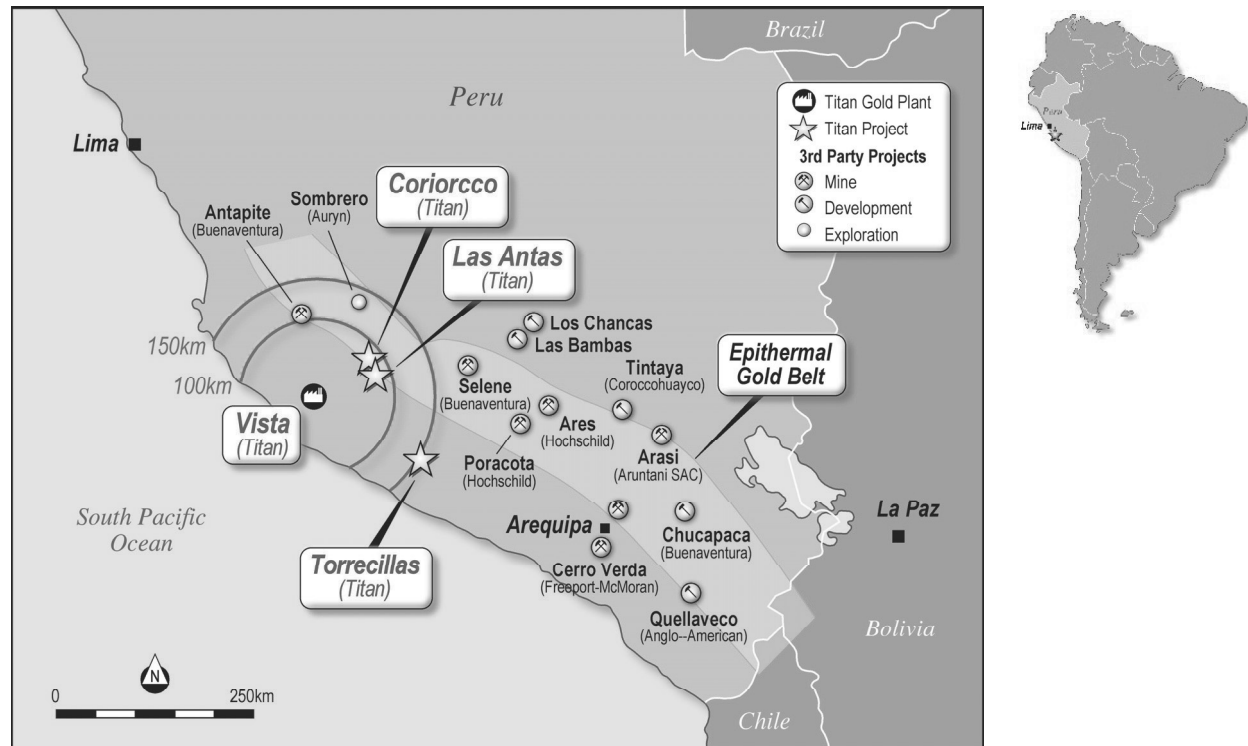 Brazil
Peru
Titan Gold Plant
Titan Project
3rd Party Projects
Mine
Development
Exploration
Lima
Coriorcco
(Titan)
Sombrero
(Auryn)
Antapite
(Buenaventura)
Las Antas
(Titan)
150km
100km
Los Chancas
Las Bambas
Epithermal
Gold Belt
Tintaya
(Coroccohuayco)
Selene
(Buenaventura)
Ares
(Hochschild)
Vista
(Titan)
Arasi
(Aruntani SAC)
Poracota
(Hochschild)
South Pacific
Ocean
Arequipa
La Paz
Chucapaca
(Buenaventura)
Torrecillas
(Titan)
Cerro Verda
(Freeport-McMoran)
Quellaveco
(Anglo--American)
Bolivia
N
0 250km
Chile
Peru
Lima